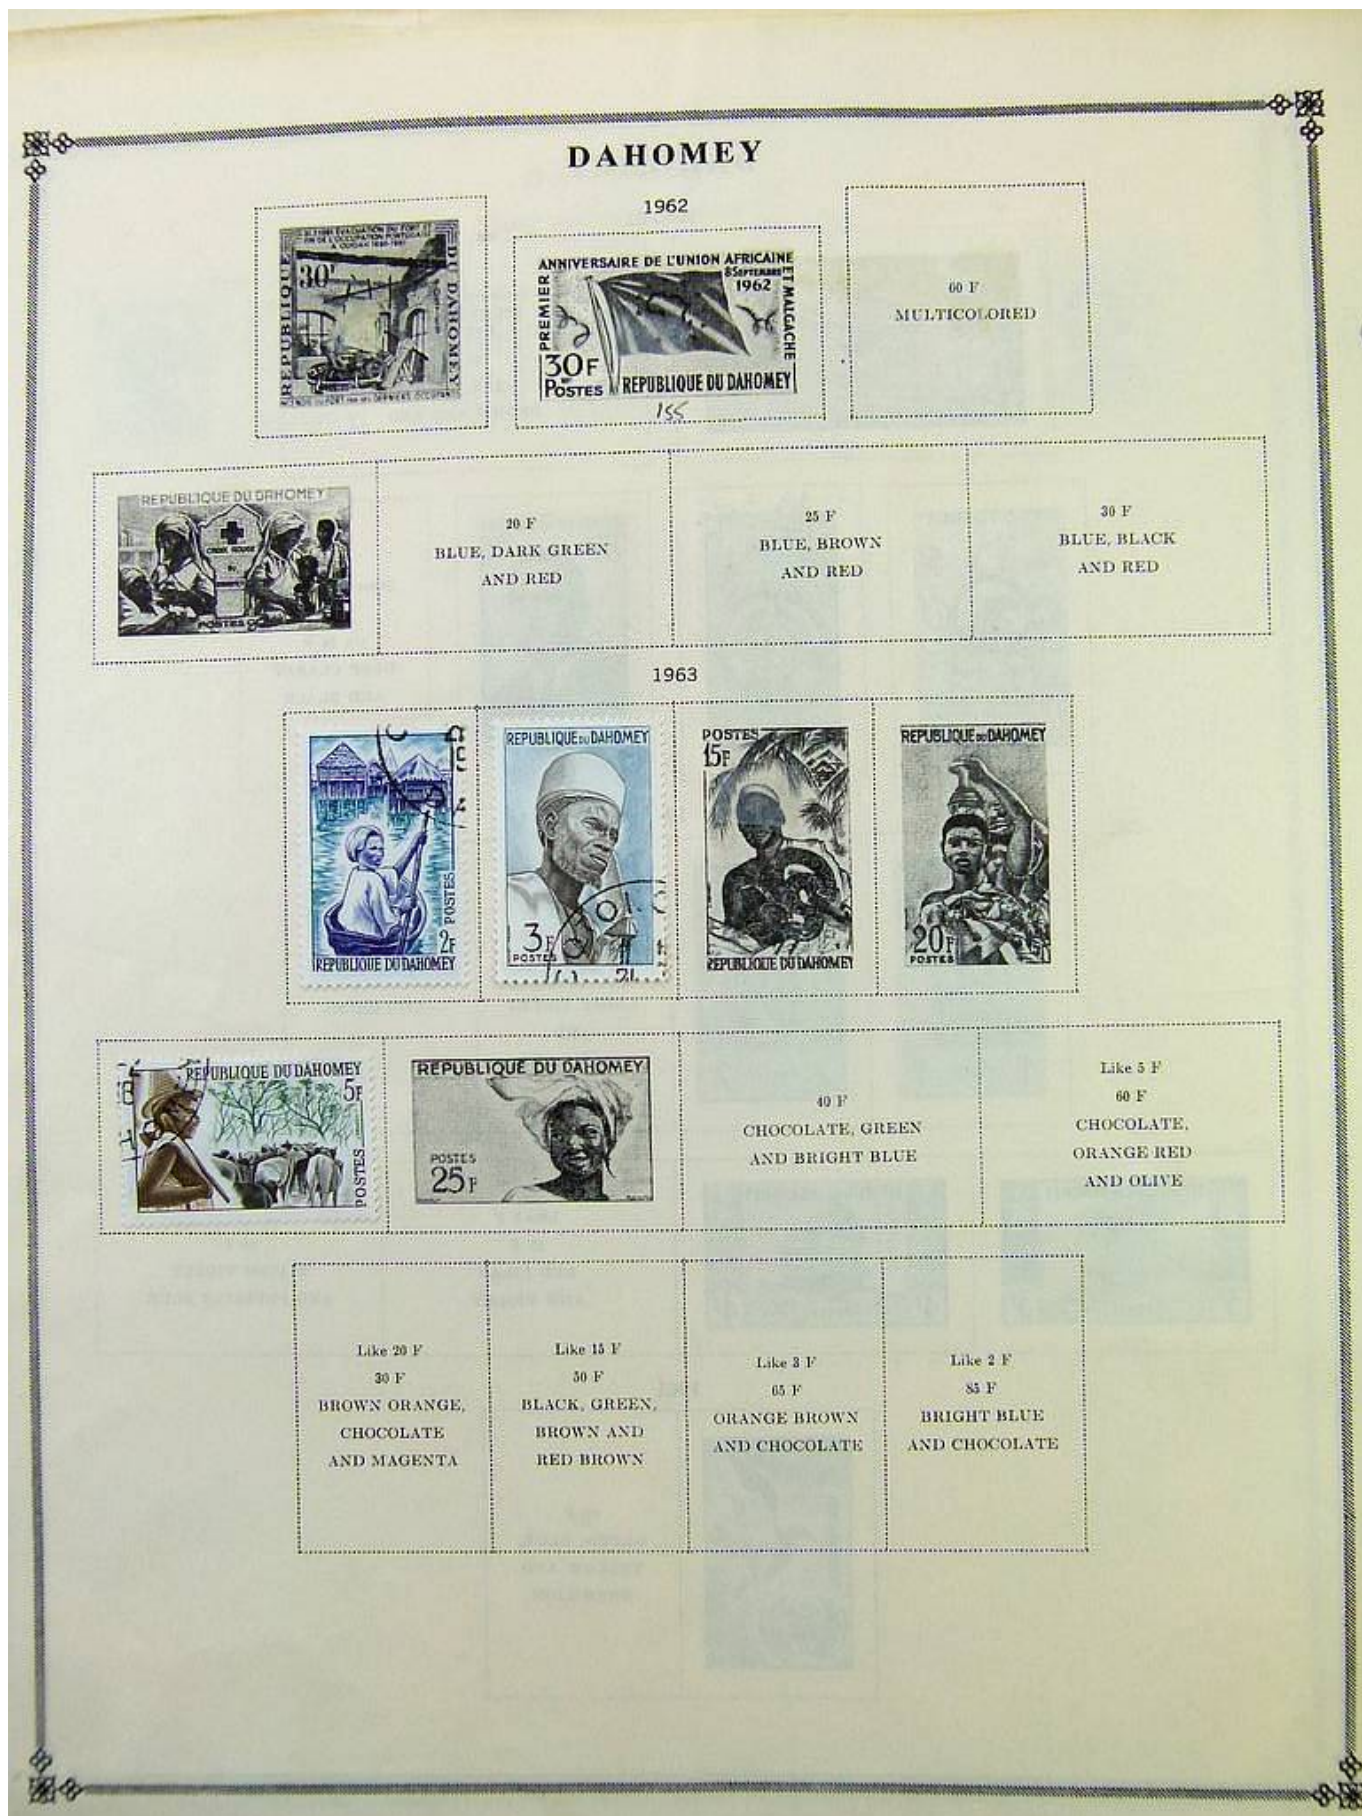 DAHOMEY
1962
30F
REPUBLIQUE
DU DAHOMEY
ANNIVERSAIRE DE L'UNION AFRICAINE
ET MALGACHE
PREMIER
8 SEPTEMBRE
1962
30F
POSTES
REPUBLIQUE DU DAHOMEY
155
60 F
MULTICOLORED
REPUBLIQUE DU DAHOMEY
CROIX ROUGE
POSTES
20 F
BLUE, DARK GREEN
AND RED
25 F
BLUE, BROWN
AND RED
30 F
BLUE, BLACK
AND RED
1963
POSTES
2F
REPUBLIQUE DU DAHOMEY
REPUBLIQUE DU DAHOMEY
3F
POSTES
21
POSTES
15F
REPUBLIQUE DU DAHOMEY
REPUBLIQUE DU DAHOMEY
20F
POSTES
REPUBLIQUE DU DAHOMEY
5F
POSTES
REPUBLIQUE DU DAHOMEY
POSTES
25F
40 F
CHOCOLATE, GREEN
AND BRIGHT BLUE
Like 5 F
60 F
CHOCOLATE,
ORANGE RED
AND OLIVE
Like 20 F
30 F
BROWN ORANGE,
CHOCOLATE
AND MAGENTA
Like 15 F
50 F
BLACK, GREEN,
BROWN AND
RED BROWN
Like 3 F
65 F
ORANGE BROWN
AND CHOCOLATE
Like 2 F
85 F
BRIGHT BLUE
AND CHOCOLATE